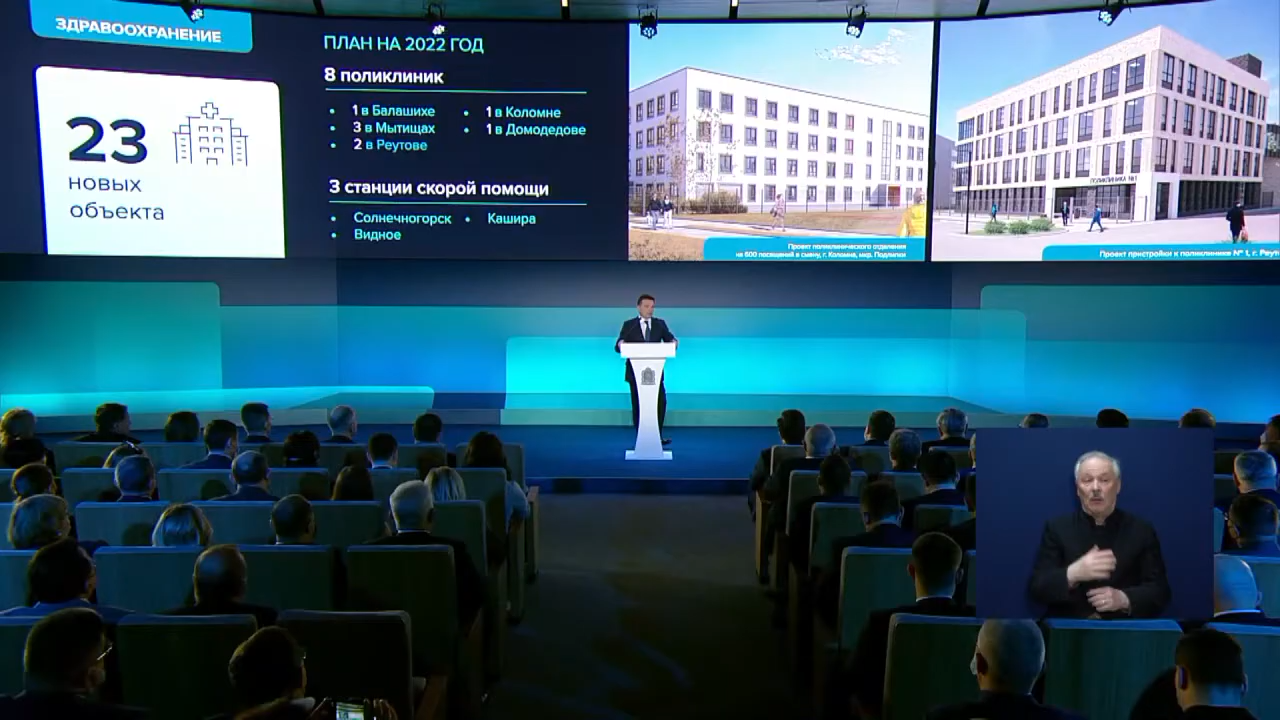 ЗДРАВООХРАНЕНИЕ
23
новых
объекта
ПЛАН НА 2022 ГОД
8 поликлиник
1 в Балашихе
3 в Мытищах
2 в Реутове
1 в Коломне
1 в Домодедове
3 станции скорой помощи
Солнечногорск
Видное
Кашира
Проект поликлинического отделения
на 600 посещений в смену, г. Коломна, мкр. Подлипки
ПОЛИКЛИНИКА №1
Проект пристройки к поликлинике № 1, г. Реут